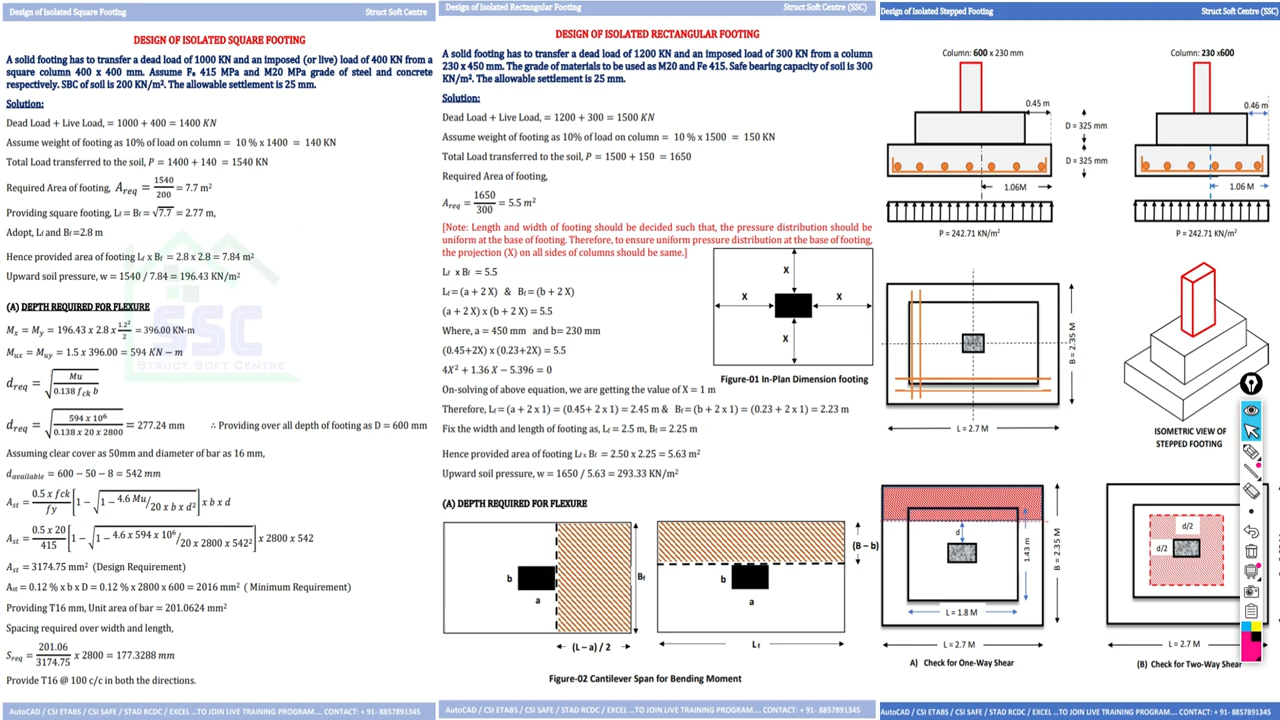 Design of Isolated Square Footing
Struct Soft Centre
DESIGN OF ISOLATED SQUARE FOOTING
A solid footing has to transfer a dead load of 1000 KN and an imposed (or live) load of 400 KN from a
square column 400 x 400 mm. Assume Fₑ 415 MPa and M20 MPa grade of steel and concrete
respectively. SBC of soil is 200 KN/m². The allowable settlement is 25 mm.
Solution:
Dead Load + Live Load, = 1000 + 400 = 1400 KN
Assume weight of footing as 10% of load on column = 10 % x 1400 = 140 KN
Total Load transferred to the soil, P = 1400 + 140 = 1540 KN
Required Area of footing, A_req = 1540/200 = 7.7 m²
Providing square footing, Lf = Bf = √7.7 = 2.77 m,
Adopt, Lf and Bf =2.8 m
Hence provided area of footing Lf x Bf = 2.8 x 2.8 = 7.84 m²
Upward soil pressure, w = 1540 / 7.84 = 196.43 KN/m²
(A) DEPTH REQUIRED FOR FLEXURE
Mx = My = 196.43 x 2.8 x 1.2²/2 = 396.00 KN-m
Mux = Muy = 1.5 x 396.00 = 594 KN − m
d_req = √(Mu / 0.138 fck b)
d_req = √(594 x 10⁶ / 0.138 x 20 x 2800) = 277.24 mm ∴ Providing over all depth of footing as D = 600 mm
Assuming clear cover as 50mm and diameter of bar as 16 mm,
d_available = 600 − 50 − 8 = 542 mm
A_st = 0.5 x fck / fy [1 − √(1 − 4.6 Mu/20 x b x d²)] x b x d
A_st = 0.5 x 20 / 415 [1 − √(1 − 4.6 x 594 x 10⁶/20 x 2800 x 542²)] x 2800 x 542
A_st = 3174.75 mm² (Design Requirement)
Ast = 0.12 % x b x D = 0.12 % x 2800 x 600 = 2016 mm² ( Minimum Requirement)
Providing T16 mm, Unit area of bar = 201.0624 mm²
Spacing required over width and length,
S_req = 201.06/3174.75 x 2800 = 177.3288 mm
Provide T16 @ 100 c/c in both the directions.
SSC
STRUCT SOFT CENTRE
AutoCAD / CSI ETABS / CSI SAFE / STAD RCDC / EXCEL ...TO JOIN LIVE TRAINING PROGRAM.... CONTACT: + 91- 8857891345
Design of Isolated Rectangular Footing
Struct Soft Centre (SSC)
DESIGN OF ISOLATED RECTANGULAR FOOTING
A solid footing has to transfer a dead load of 1200 KN and an imposed load of 300 KN from a column
230 x 450 mm. The grade of materials to be used as M20 and Fe 415. Safe bearing capacity of soil is 300
KN/m². The allowable settlement is 25 mm.
Solution:
Dead Load + Live Load, = 1200 + 300 = 1500 KN
Assume weight of footing as 10% of load on column = 10 % x 1500 = 150 KN
Total Load transferred to the soil, P = 1500 + 150 = 1650
Required Area of footing,
A_req = 1650/300 = 5.5 m²
[Note: Length and width of footing should be decided such that, the pressure distribution should be
uniform at the base of footing. Therefore, to ensure uniform pressure distribution at the base of footing,
the projection (X) on all sides of columns should be same.]
Lf x Bf = 5.5
Lf = (a + 2 X) & Bf = (b + 2 X)
(a + 2 X) x (b + 2 X) = 5.5
Where, a = 450 mm and b= 230 mm
(0.45+2X) x (0.23+2X) = 5.5
4X² + 1.36 X − 5.396 = 0
X
X
X
X
Figure-01 In-Plan Dimension footing
On-solving of above equation, we are getting the value of X = 1 m
Therefore, Lf = (a + 2 x 1) = (0.45+ 2 x 1) = 2.45 m & Bf = (b + 2 x 1) = (0.23 + 2 x 1) = 2.23 m
Fix the width and length of footing as, Lf = 2.5 m, Bf = 2.25 m
Hence provided area of footing Lf x Bf = 2.50 x 2.25 = 5.63 m²
Upward soil pressure, w = 1650 / 5.63 = 293.33 KN/m²
(A) DEPTH REQUIRED FOR FLEXURE
b
a
Bf
(L – a) / 2
b
a
(B – b)
Lf
Figure-02 Cantilever Span for Bending Moment
AutoCAD / CSI ETABS / CSI SAFE / STAD RCDC / EXCEL ...TO JOIN LIVE TRAINING PROGRAM.... CONTACT: + 91- 8857891345
Design of Isolated Stepped Footing
Struct Soft Centre (SSC)
Column: 600 x 230 mm
Column: 230 x600
0.45 m
0.46 m
D = 325 mm
D = 325 mm
1.06M
1.06 M
P = 242.71 KN/m²
P = 242.71 KN/m²
B = 2.35 M
L = 2.7 M
ISOMETRIC VIEW OF
STEPPED FOOTING
d
1.43 m
B = 2.35 M
L = 1.8 M
L = 2.7 M
A) Check for One-Way Shear
d/2
d/2
L = 2.7 M
(B) Check for Two-Way Shear
AutoCAD / CSI ETABS / CSI SAFE / STAD RCDC / EXCEL ...TO JOIN LIVE TRAINING PROGRAM.... CONTACT: + 91- 8857891345